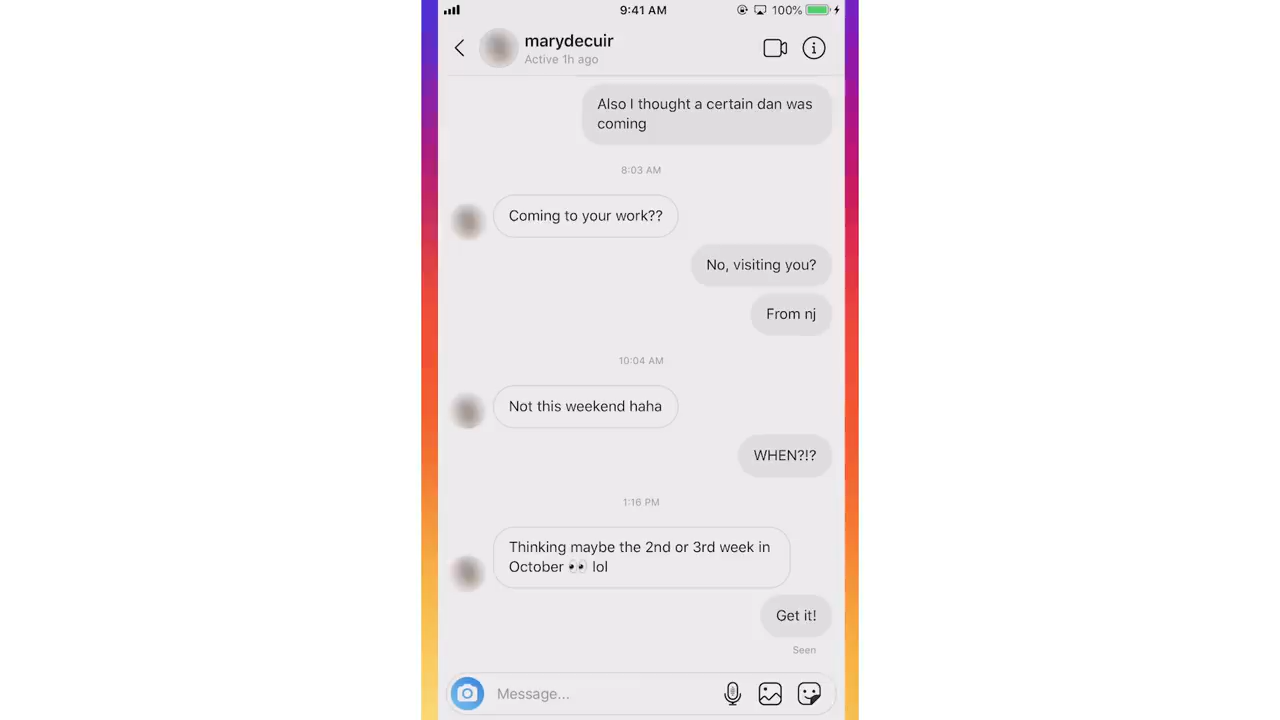 9:41 AM
100%
marydecuir
Active 1h ago
Also I thought a certain dan was
coming
8:03 AM
Coming to your work??
No, visiting you?
From nj
10:04 AM
Not this weekend haha
WHEN?!?
1:16 PM
Thinking maybe the 2nd or 3rd week in
October 👀 lol
Get it!
Seen
Message...